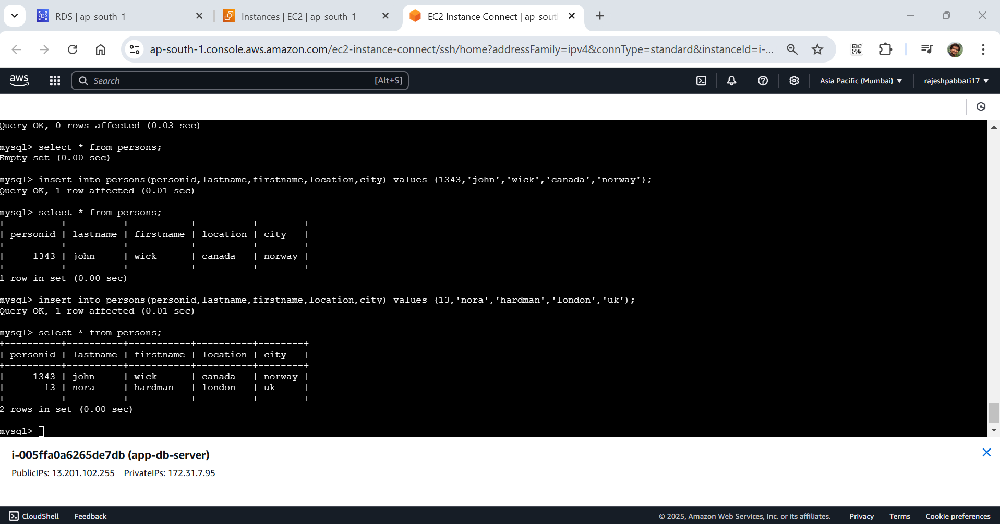 RDS | ap-south-1
Instances | EC2 | ap-south-1
EC2 Instance Connect | ap-sout
ap-south-1.console.aws.amazon.com/ec2-instance-connect/ssh/home?addressFamily=ipv4&connType=standard&instanceId=i-...
aws Search [Alt+S] Asia Pacific (Mumbai) ▼ rajeshpabbati17 ▼
Query OK, 0 rows affected (0.03 sec)
mysql> select * from persons;
Empty set (0.00 sec)
mysql> insert into persons(personid,lastname,firstname,location,city) values (1343,'john','wick','canada','norway');
Query OK, 1 row affected (0.01 sec)
mysql> select * from persons;
+----------+----------+-----------+----------+--------+
| personid | lastname | firstname | location | city   |
+----------+----------+-----------+----------+--------+
|     1343 | john     | wick      | canada   | norway |
+----------+----------+-----------+----------+--------+
1 row in set (0.00 sec)
mysql> insert into persons(personid,lastname,firstname,location,city) values (13,'nora','hardman','london','uk');
Query OK, 1 row affected (0.01 sec)
mysql> select * from persons;
+----------+----------+-----------+----------+--------+
| personid | lastname | firstname | location | city   |
+----------+----------+-----------+----------+--------+
|     1343 | john     | wick      | canada   | norway |
|       13 | nora     | hardman   | london   | uk     |
+----------+----------+-----------+----------+--------+
2 rows in set (0.00 sec)
mysql>
i-005ffa0a6265de7db (app-db-server)
PublicIPs: 13.201.102.255 PrivateIPs: 172.31.7.95
CloudShell Feedback © 2025, Amazon Web Services, Inc. or its affiliates. Privacy Terms Cookie preferences